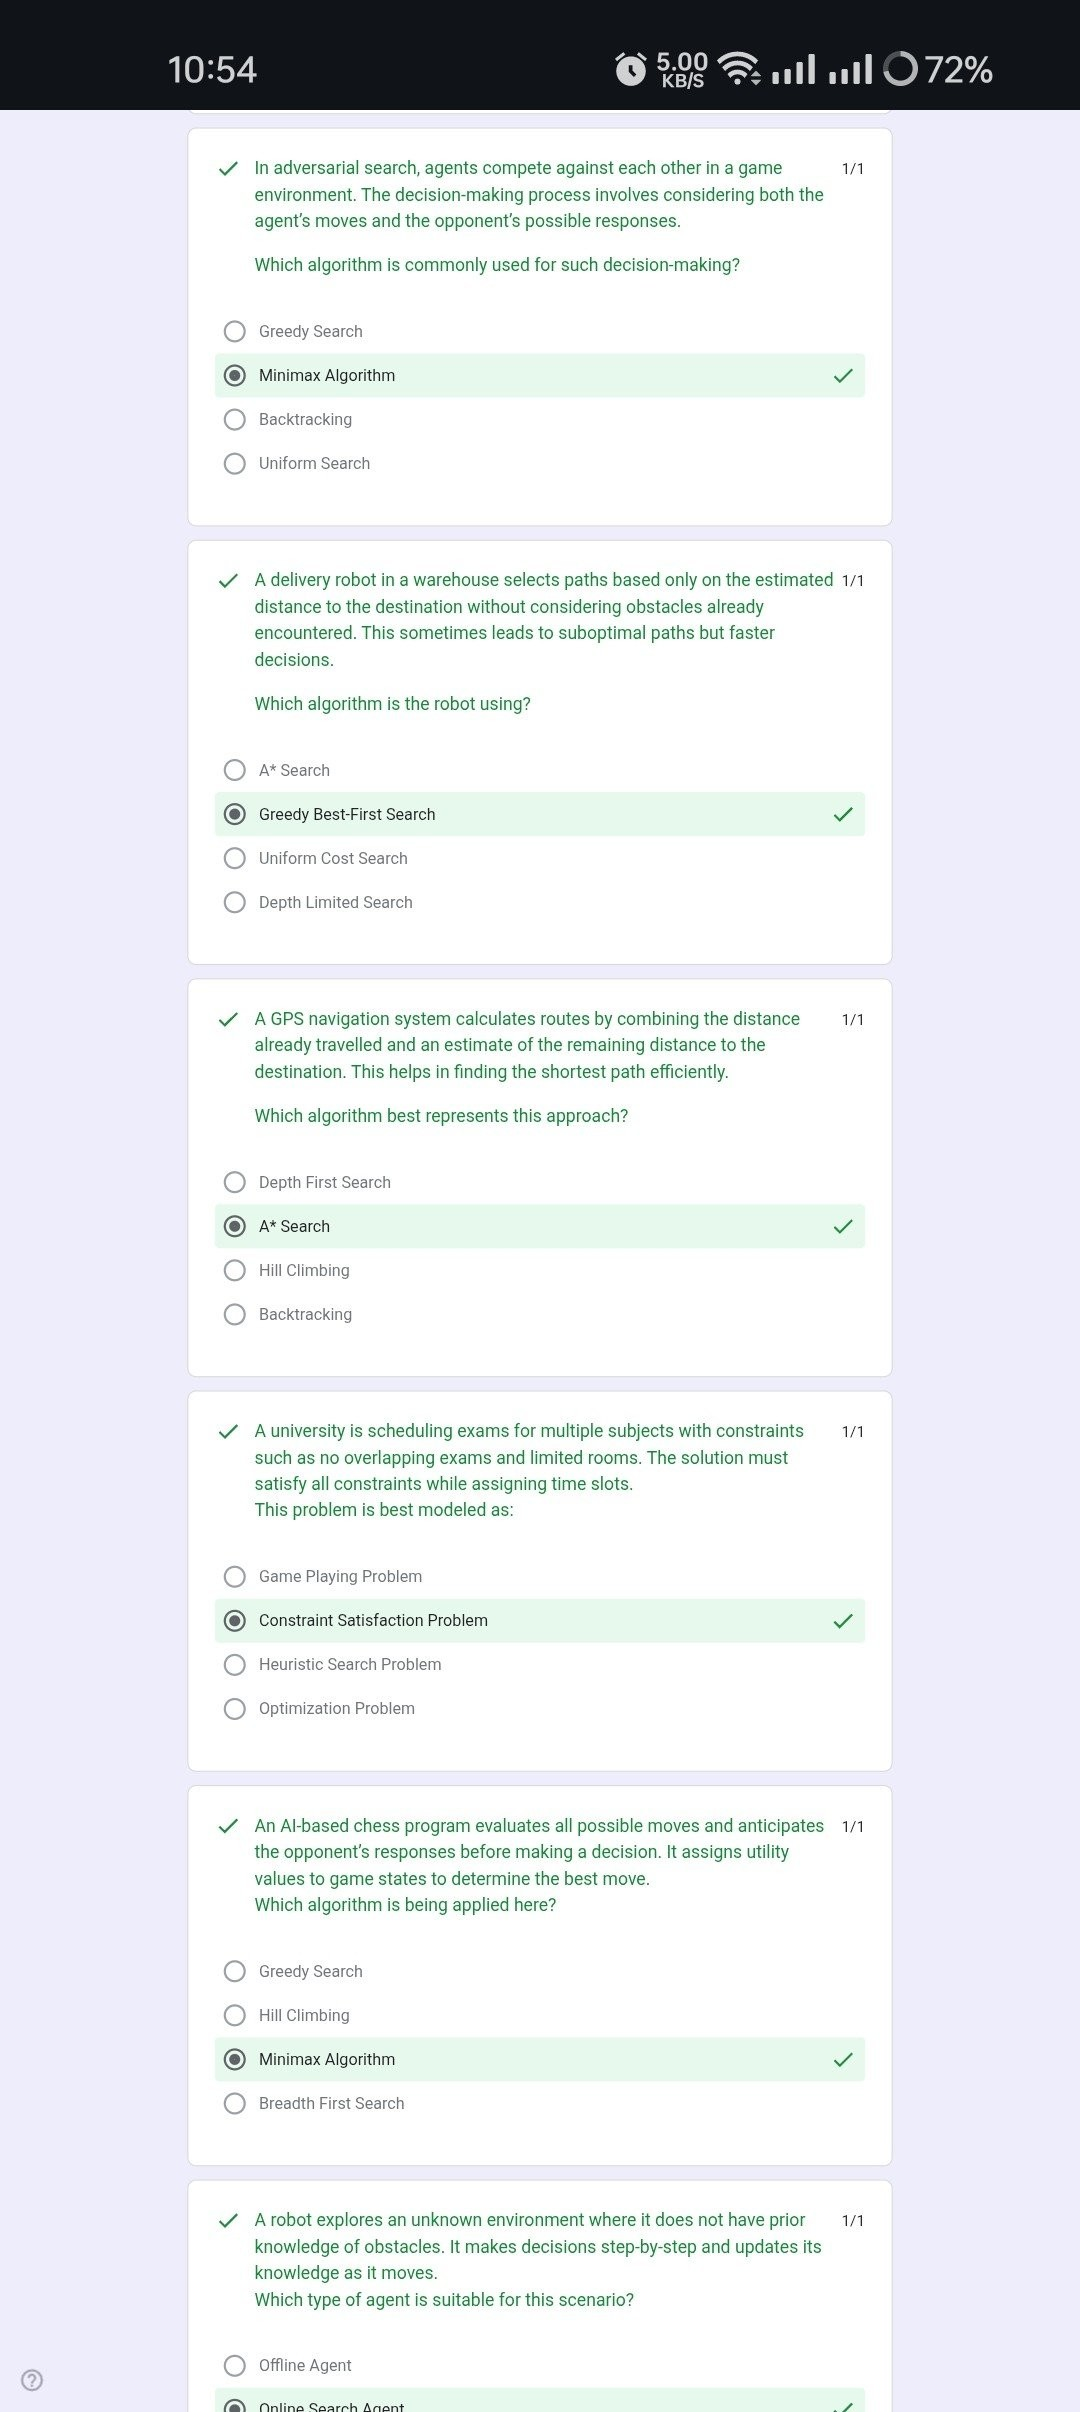 10:54
5.00
KB/S
72%
In adversarial search, agents compete against each other in a game
1/1
environment. The decision-making process involves considering both the
agent’s moves and the opponent’s possible responses.
Which algorithm is commonly used for such decision-making?
Greedy Search
Minimax Algorithm
Backtracking
Uniform Search
A delivery robot in a warehouse selects paths based only on the estimated
1/1
distance to the destination without considering obstacles already
encountered. This sometimes leads to suboptimal paths but faster
decisions.
Which algorithm is the robot using?
A* Search
Greedy Best-First Search
Uniform Cost Search
Depth Limited Search
A GPS navigation system calculates routes by combining the distance
1/1
already travelled and an estimate of the remaining distance to the
destination. This helps in finding the shortest path efficiently.
Which algorithm best represents this approach?
Depth First Search
A* Search
Hill Climbing
Backtracking
A university is scheduling exams for multiple subjects with constraints
1/1
such as no overlapping exams and limited rooms. The solution must
satisfy all constraints while assigning time slots.
This problem is best modeled as:
Game Playing Problem
Constraint Satisfaction Problem
Heuristic Search Problem
Optimization Problem
An AI-based chess program evaluates all possible moves and anticipates
1/1
the opponent’s responses before making a decision. It assigns utility
values to game states to determine the best move.
Which algorithm is being applied here?
Greedy Search
Hill Climbing
Minimax Algorithm
Breadth First Search
A robot explores an unknown environment where it does not have prior
1/1
knowledge of obstacles. It makes decisions step-by-step and updates its
knowledge as it moves.
Which type of agent is suitable for this scenario?
Offline Agent
Online Search Agent